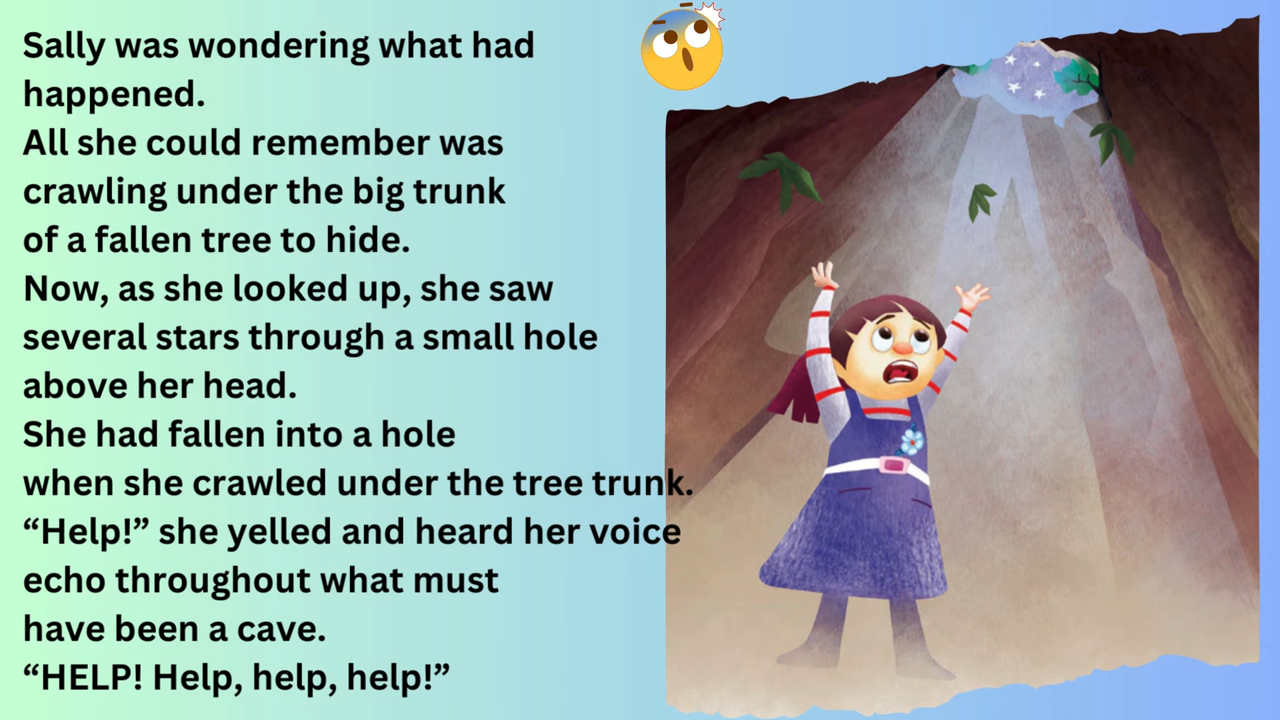 Sally was wondering what had
happened.
All she could remember was
crawling under the big trunk
of a fallen tree to hide.
Now, as she looked up, she saw
several stars through a small hole
above her head.
She had fallen into a hole
when she crawled under the tree trunk.
“Help!” she yelled and heard her voice
echo throughout what must
have been a cave.
“HELP! Help, help, help!”